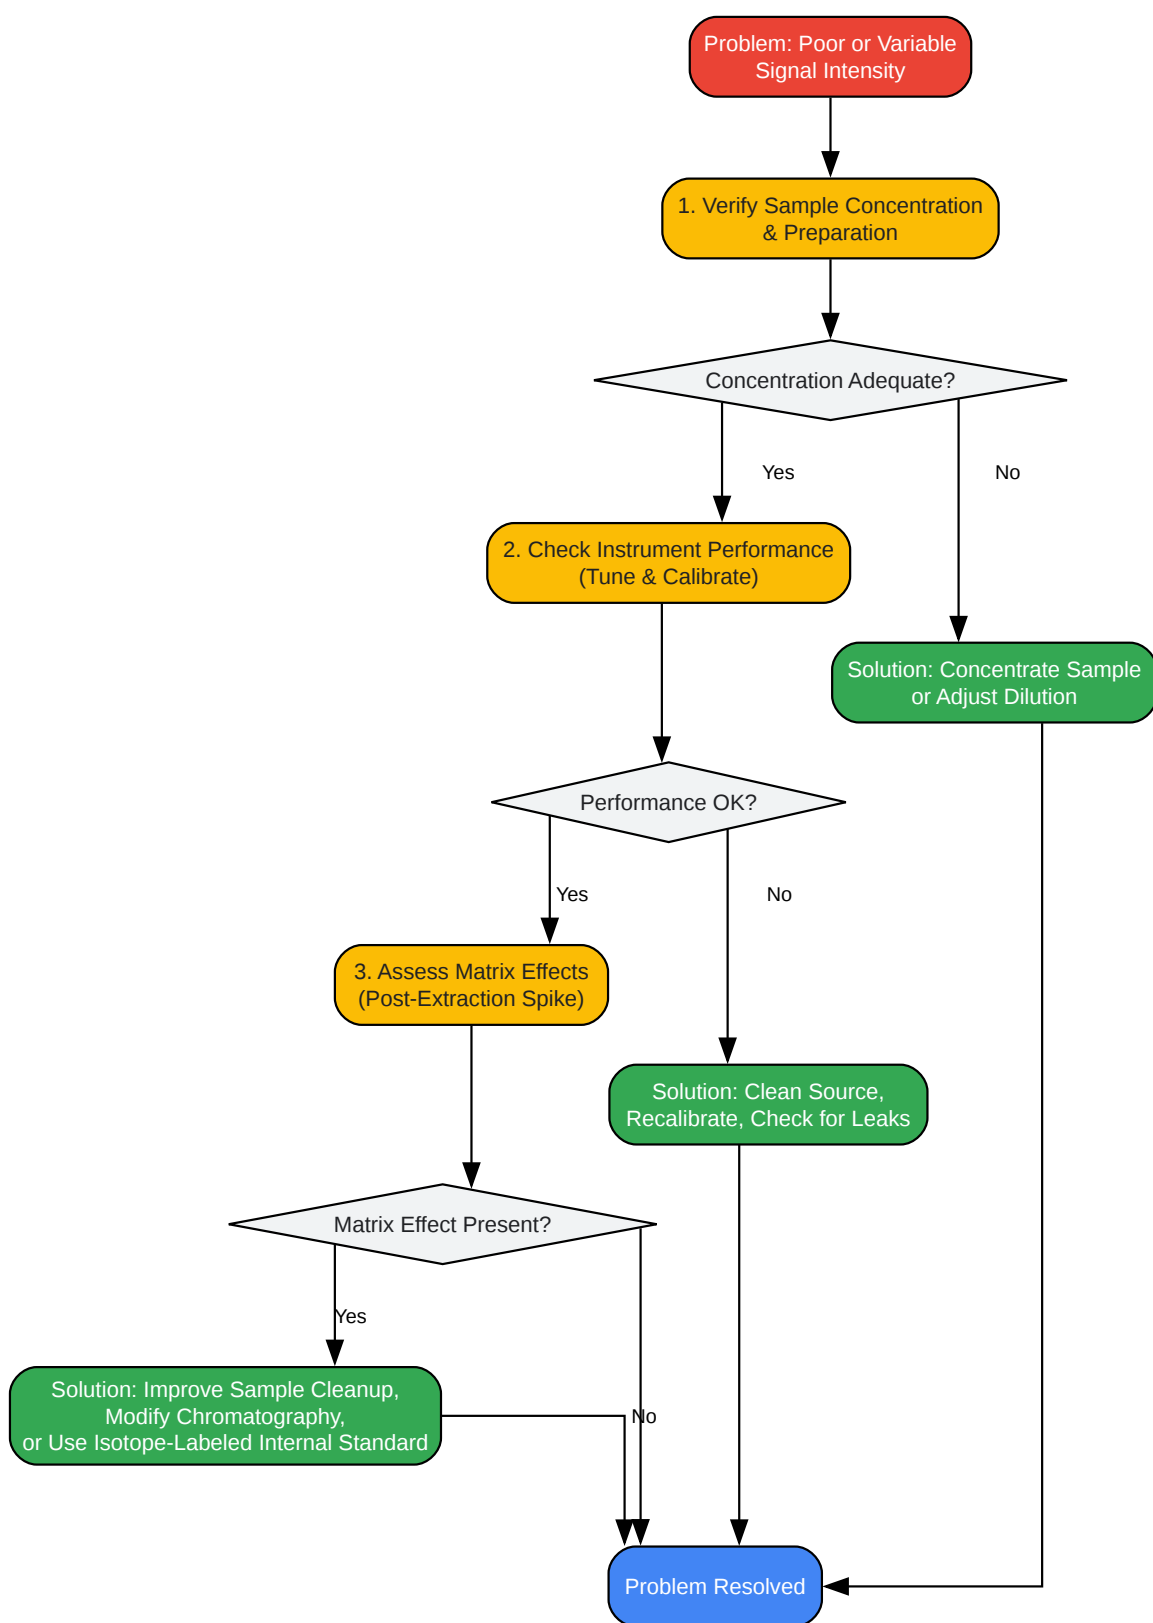 Problem: Poor or Variable
Signal Intensity
1. Verify Sample Concentration
& Preparation
Concentration Adequate?
Yes
No
2. Check Instrument Performance
(Tune & Calibrate)
Solution: Concentrate Sample
or Adjust Dilution
Performance OK?
Yes
No
3. Assess Matrix Effects
(Post-Extraction Spike)
Solution: Clean Source,
Recalibrate, Check for Leaks
Matrix Effect Present?
Yes
Solution: Improve Sample Cleanup,
Modify Chromatography,
or Use Isotope-Labeled Internal Standard
No
Problem Resolved